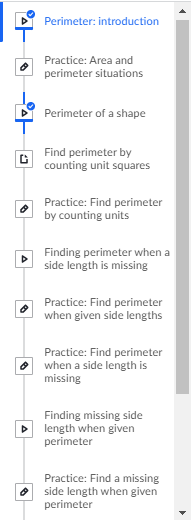 Perimeter: introduction
Practice: Area and
perimeter situations
Perimeter of a shape
Find perimeter by
counting unit squares
Practice: Find perimeter
by counting units
Finding perimeter when a
side length is missing
Practice: Find perimeter
when given side lengths
Practice: Find perimeter
when a side length is
missing
Finding missing side
length when given
perimeter
Practice: Find a missing
side length when given
perimeter